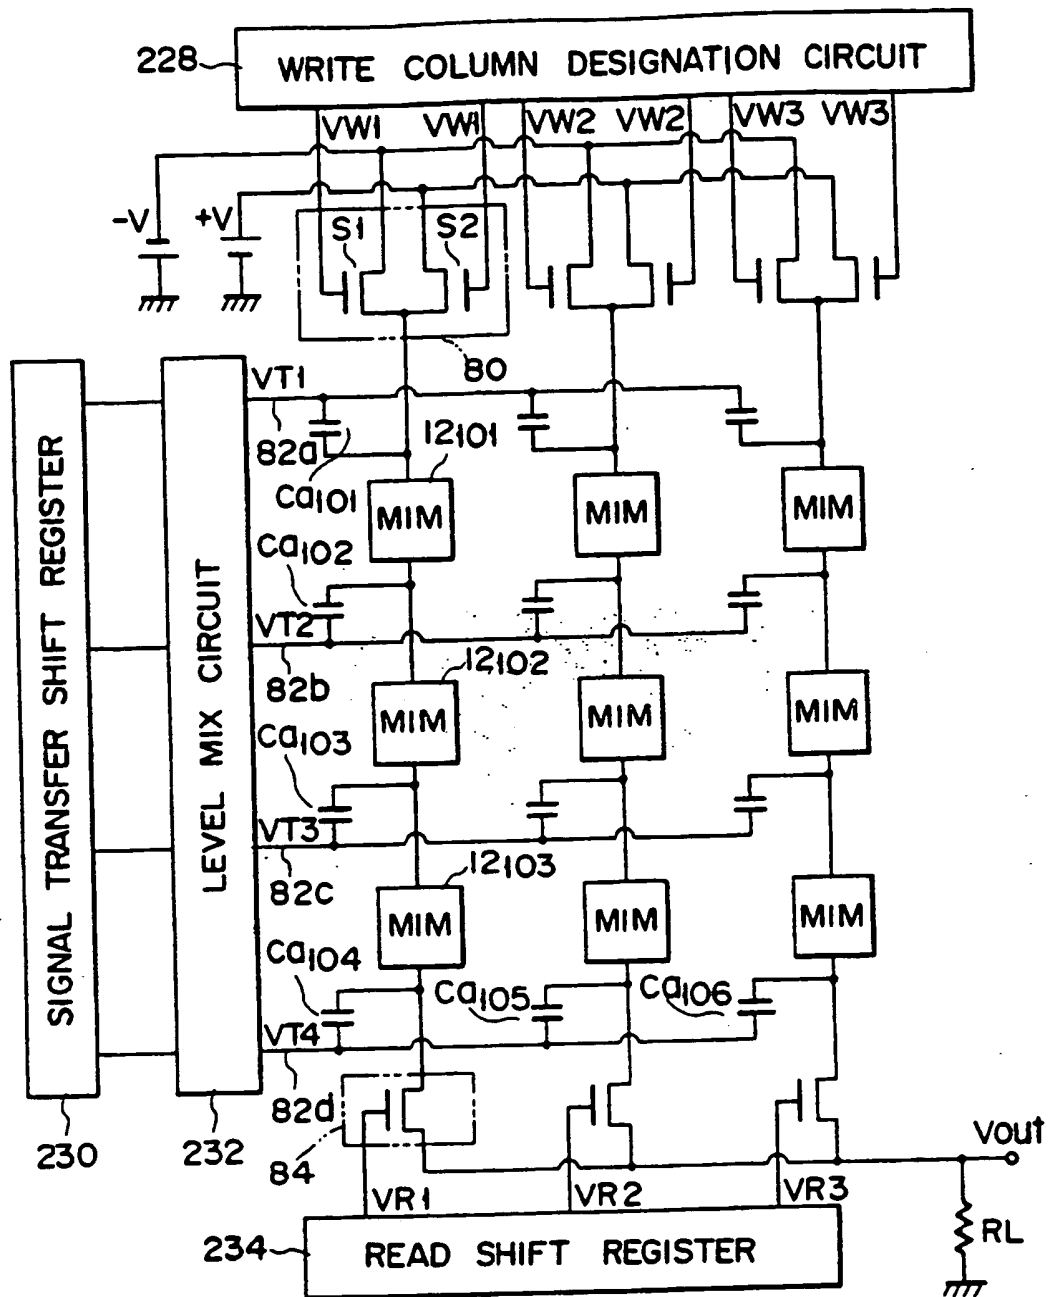 228
WRITE COLUMN DESIGNATION CIRCUIT
VW1 VW1 VW2 VW2 VW3 VW3
-V +V S1 S2
80
VT1
82a
Ca101
12101
MIM MIM MIM
Ca102
VT2
82b
12102
MIM MIM MIM
Ca103
VT3
82c
12103
MIM MIM MIM
Ca104
Ca105
Ca106
VT4
82d
SIGNAL TRANSFER SHIFT REGISTER
LEVEL MIX CIRCUIT
230
232
84
Vout
VR1 VR2 VR3
RL
234
READ SHIFT REGISTER